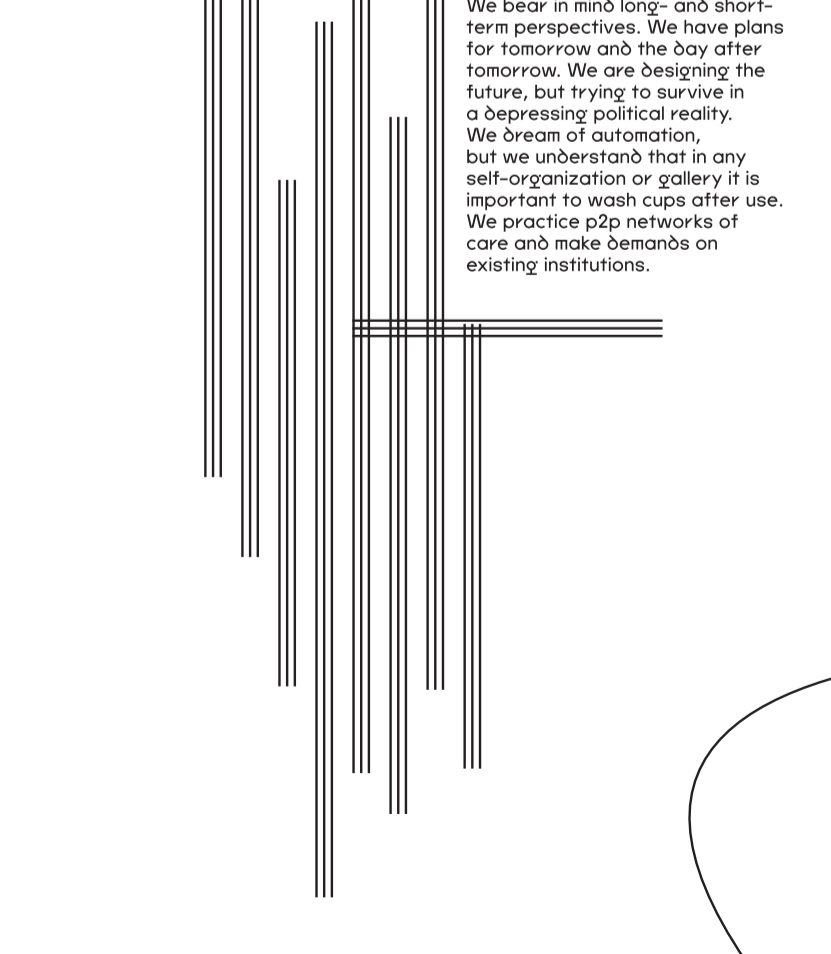 We bear in mind long- and short-
term perspectives. We have plans
for tomorrow and the day after
tomorrow. We are designing the
future, but trying to survive in
a depressing political reality.
We dream of automation,
but we understand that in any
self-organization or gallery it is
important to wash cups after use.
We practice p2p networks of
care and make demands on
existing institutions.